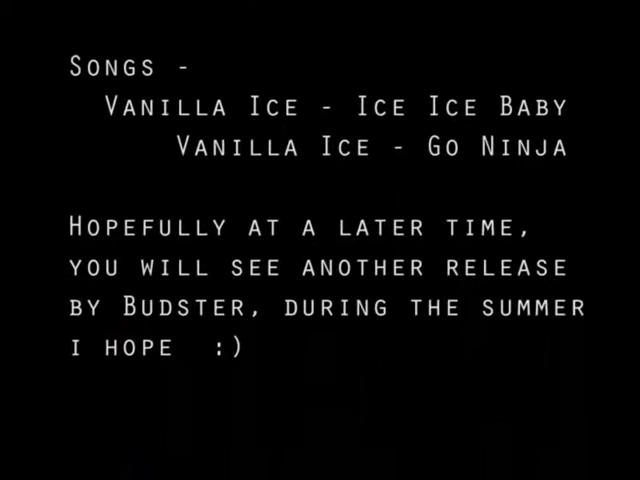 Songs -
Vanilla Ice - Ice Ice Baby
Vanilla Ice - Go Ninja
Hopefully at a later time,
you will see another release
by Budster, during the summer
i hope :)